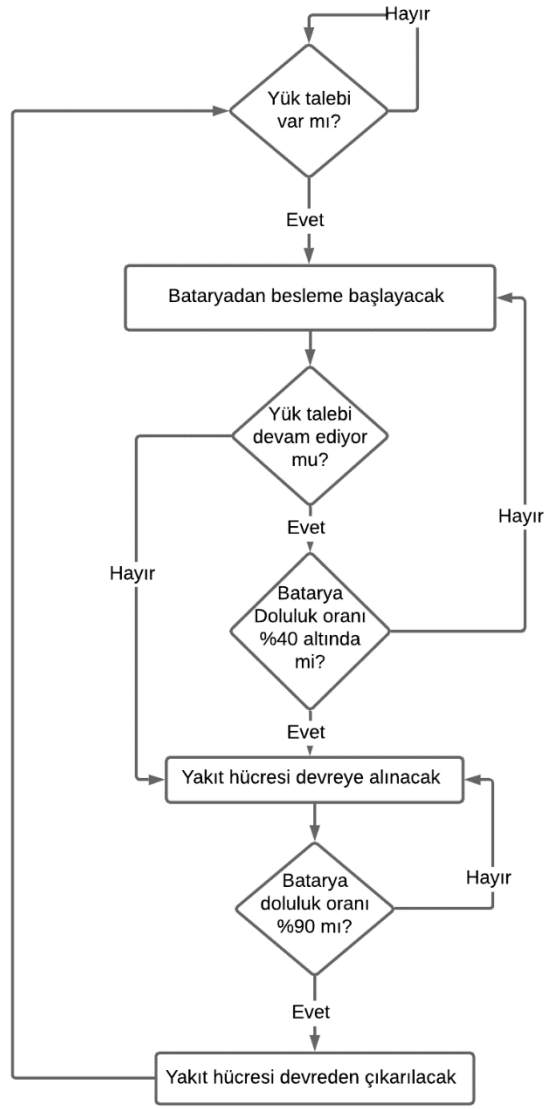 Hayır
Yük talebi
var mı?
Evet
Bataryadan besleme başlayacak
Yük talebi
devam ediyor
mu?
Evet
Hayır
Hayır
Batarya
Doluluk oranı
%40 altında
mi?
Evet
Yakıt hücresi devreye alınacak
Batarya
doluluk oranı
%90 mı?
Hayır
Evet
Yakıt hücresi devreden çıkarılacak